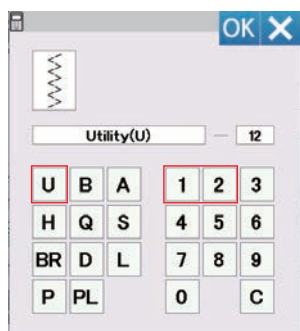 OK
Utility(U) — 12
U B A 1 2 3
H Q S 4 5 6
BR D L 7 8 9
P PL 0 C